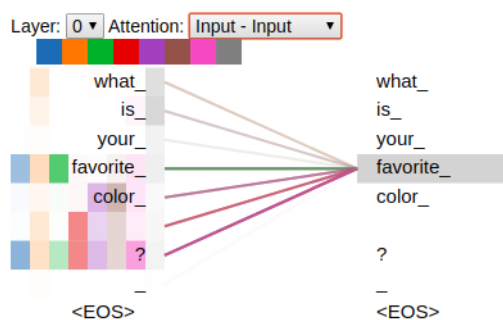 Layer: 0 Attention: Input - Input
what_ what_
is_ is_
your_ your_
favorite_ favorite_
color_ color_
? ?
_ _
<EOS> <EOS>